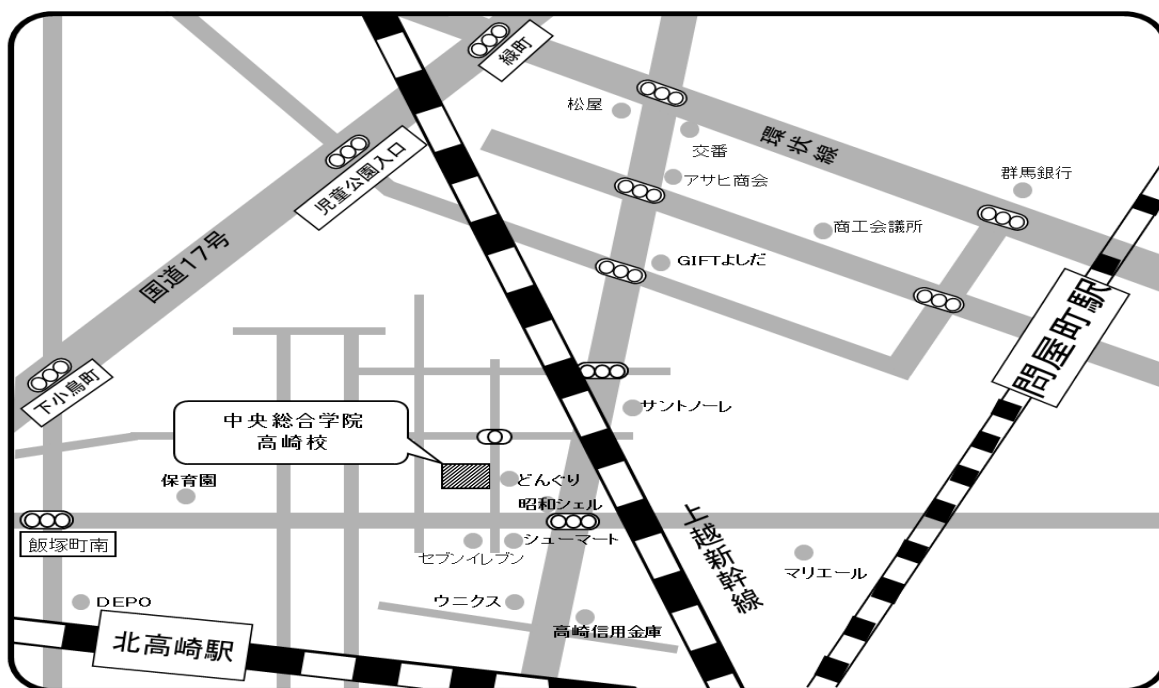 緑町
松屋
環状線
交番
児童公園入口
アサヒ商会
群馬銀行
商工会議所
国道17号
GIFTよしだ
問屋町駅
下小鳥町
サントノーレ
中央総合学院
高崎校
保育園
どんぐり
昭和シェル
飯塚町南
シューマート
セブンイレブン
上越新幹線
マリエール
DEPO
ウニクス
高崎信用金庫
北高崎駅